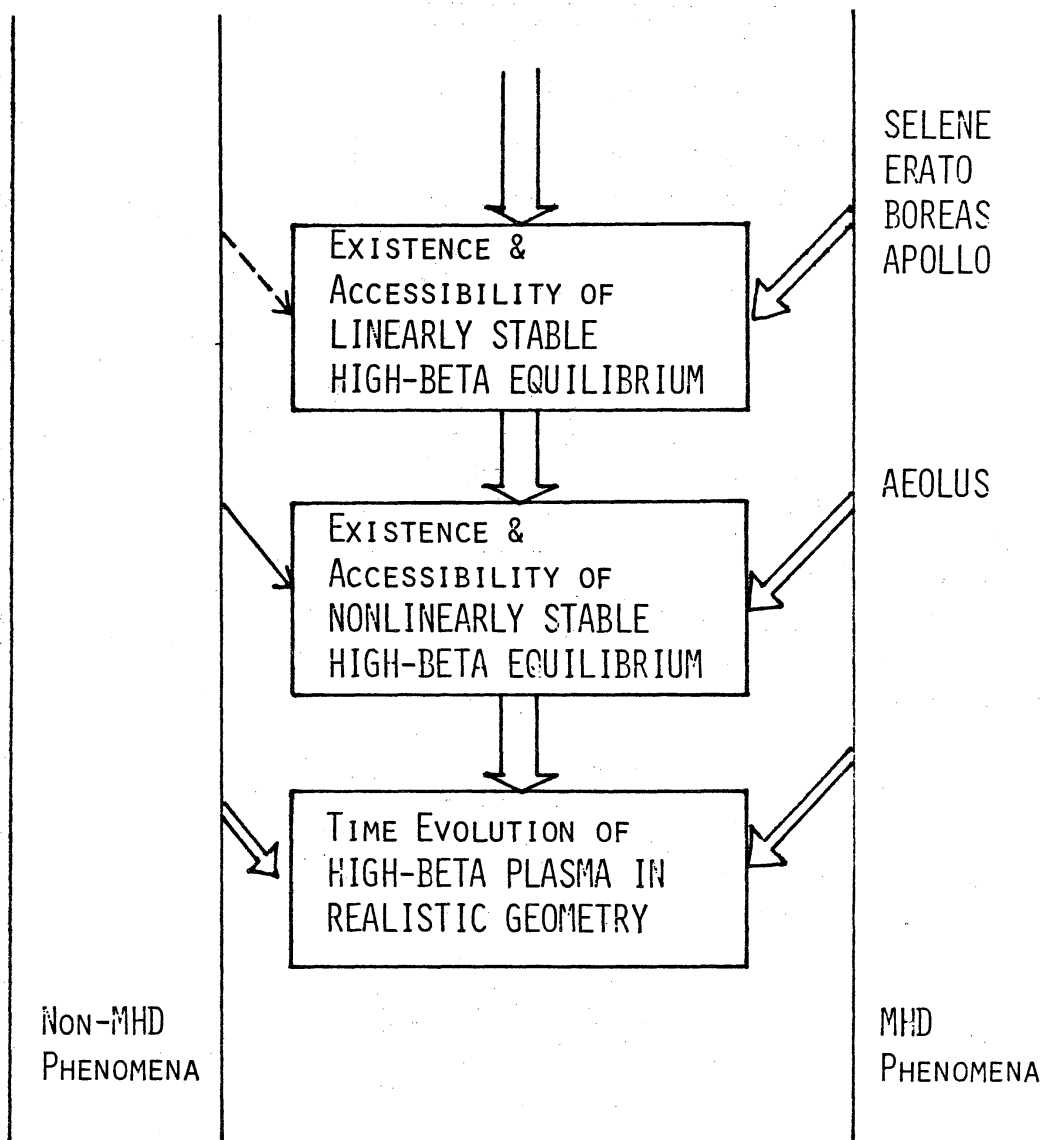 SELENE
ERATO
BOREAS
APOLLO
EXISTENCE &
ACCESSIBILITY OF
LINEARLY STABLE
HIGH-BETA EQUILIBRIUM
AEOLUS
EXISTENCE &
ACCESSIBILITY OF
NONLINEARLY STABLE
HIGH-BETA EQUILIBRIUM
TIME EVOLUTION OF
HIGH-BETA PLASMA IN
REALISTIC GEOMETRY
NON-MHD
PHENOMENA
MHD
PHENOMENA